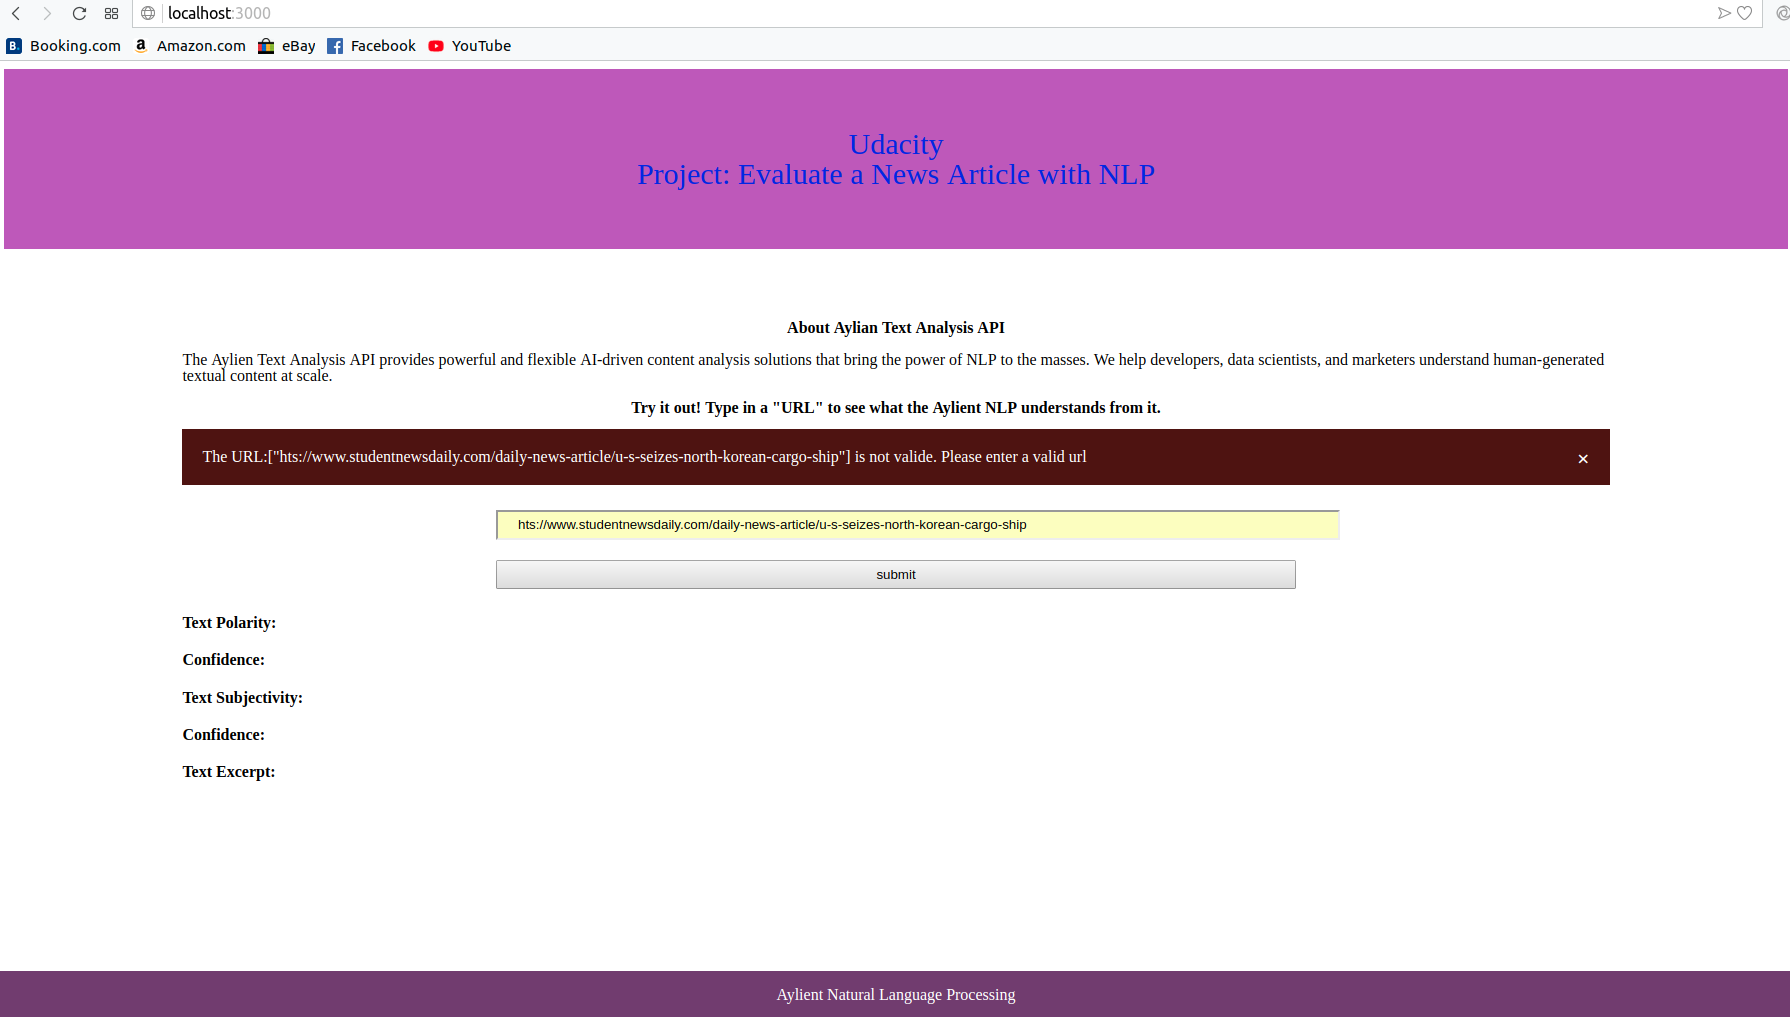 localhost:3000
Booking.com Amazon.com eBay Facebook YouTube
Udacity
Project: Evaluate a News Article with NLP
About Aylian Text Analysis API
The Aylien Text Analysis API provides powerful and flexible AI-driven content analysis solutions that bring the power of NLP to the masses. We help developers, data scientists, and marketers understand human-generated
textual content at scale.
Try it out! Type in a "URL" to see what the Aylient NLP understands from it.
The URL:["hts://www.studentnewsdaily.com/daily-news-article/u-s-seizes-north-korean-cargo-ship"] is not valide. Please enter a valid url ×
hts://www.studentnewsdaily.com/daily-news-article/u-s-seizes-north-korean-cargo-ship
submit
Text Polarity:
Confidence:
Text Subjectivity:
Confidence:
Text Excerpt:
Aylient Natural Language Processing